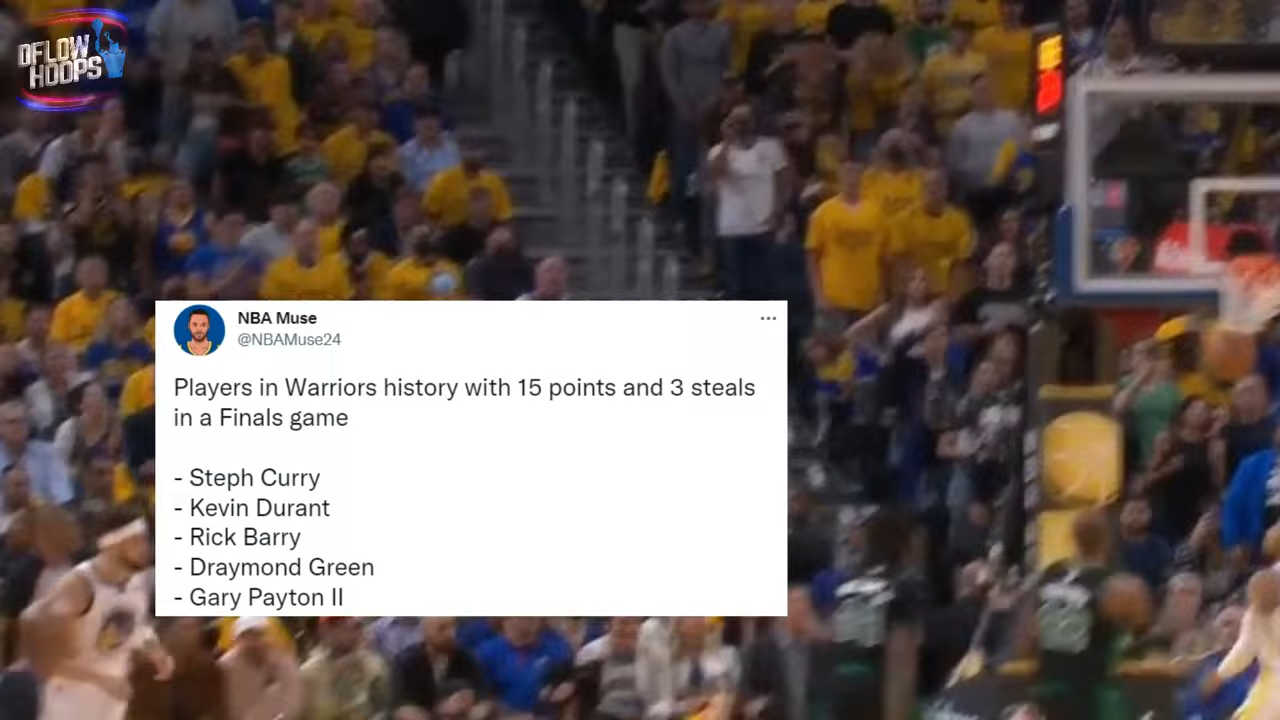 DFLOW
HOOPS
NBA Muse
@NBAMuse24
Players in Warriors history with 15 points and 3 steals
in a Finals game
- Steph Curry
- Kevin Durant
- Rick Barry
- Draymond Green
- Gary Payton II